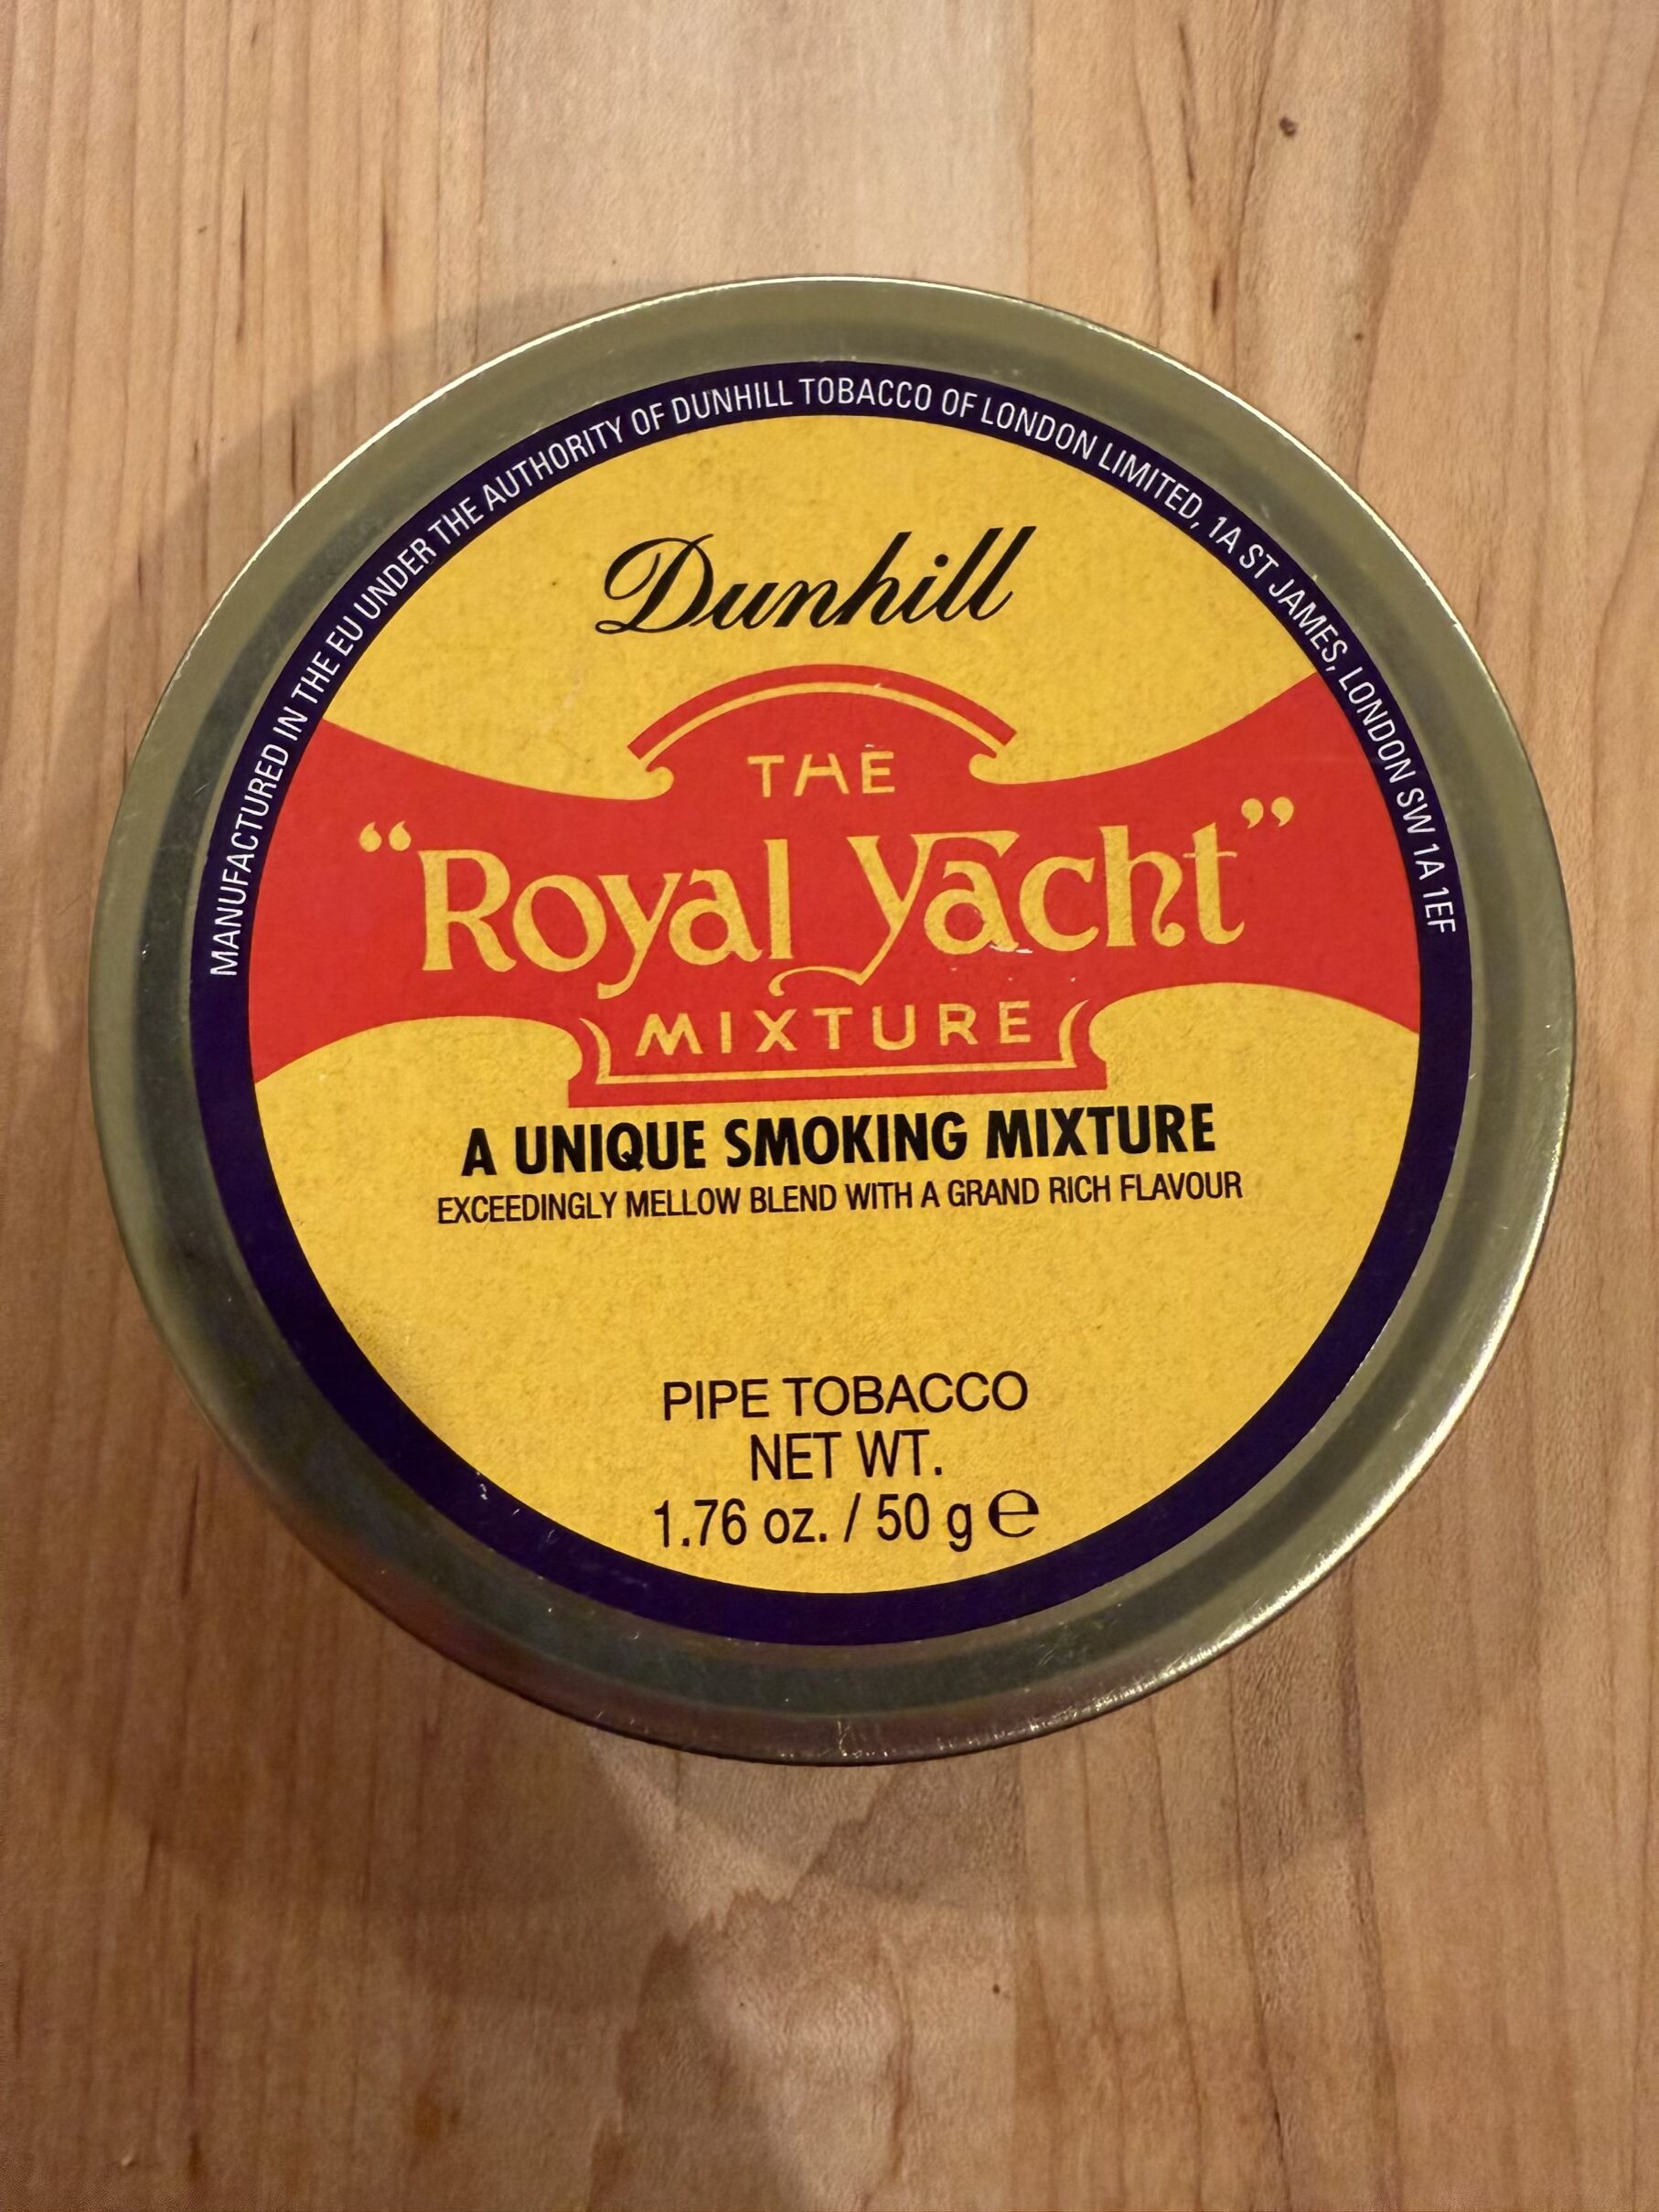 MANUFACTURED IN THE EU UNDER THE AUTHORITY OF DUNHILL TOBACCO OF LONDON LIMITED, 1A ST JAMES, LONDON SW 1A 1EF
Dunhill
THE
“Royal Yacht”
MIXTURE
A UNIQUE SMOKING MIXTURE
EXCEEDINGLY MELLOW BLEND WITH A GRAND RICH FLAVOUR
PIPE TOBACCO
NET WT.
1.76 oz. / 50 g ℮